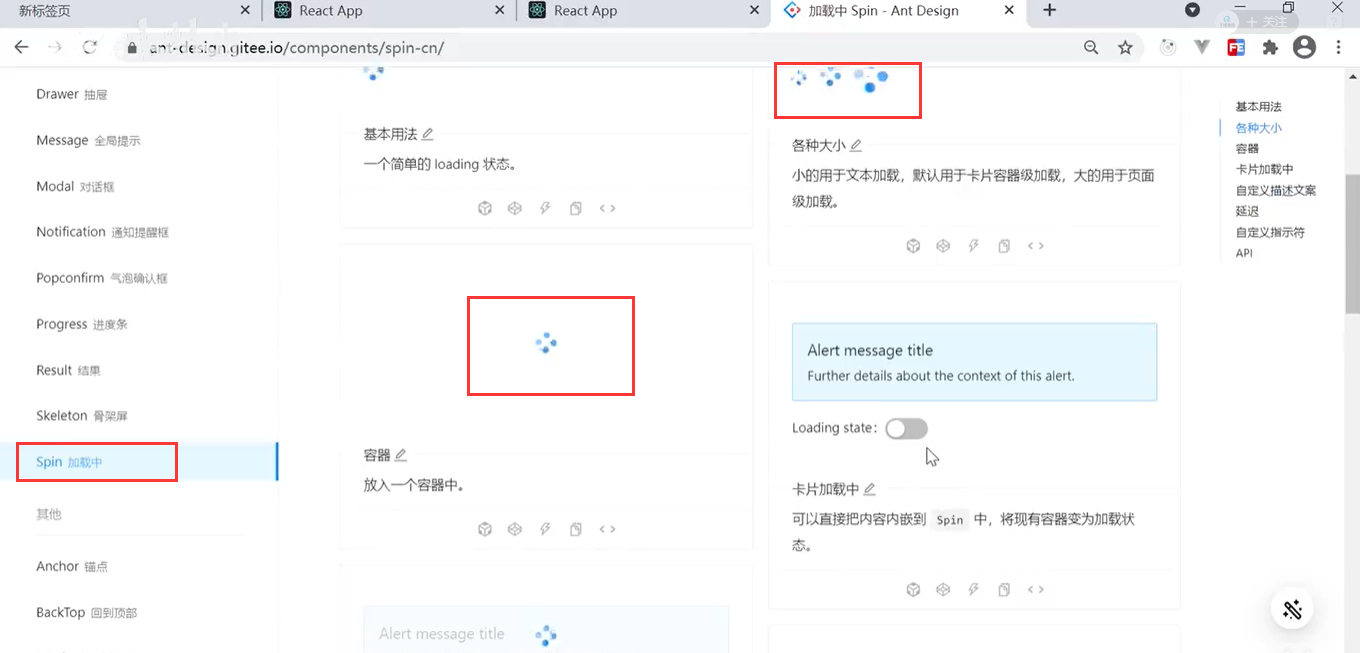 新标签页
React App
React App
加载中 Spin - Ant Design
关注
ant-design.gitee.io/components/spin-cn/
FE
Drawer 抽屉
Message 全局提示
Modal 对话框
Notification 通知提醒框
Popconfirm 气泡确认框
Progress 进度条
Result 结果
Skeleton 骨架屏
Spin 加载中
其他
Anchor 锚点
BackTop 回到顶部
基本用法
一个简单的 loading 状态。
容器
放入一个容器中。
Alert message title
各种大小
小的用于文本加载，默认用于卡片容器级加载，大的用于页面
级加载。
Alert message title
Further details about the context of this alert.
Loading state：
卡片加载中
可以直接把内容内嵌到 Spin 中，将现有容器变为加载状
态。
基本用法
各种大小
容器
卡片加载中
自定义描述文案
延迟
自定义指示符
API